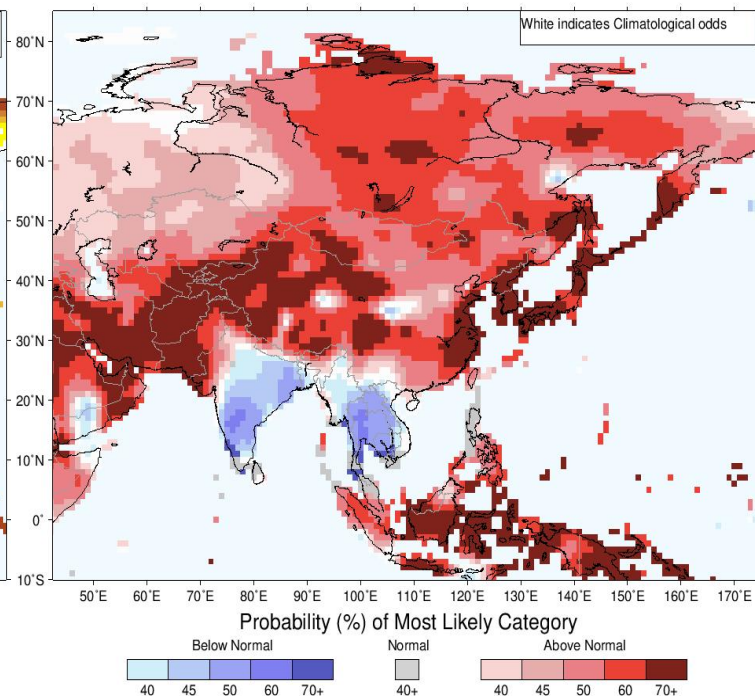 White indicates Climatological odds
80°N
70°N
60°N
50°N
40°N
30°N
20°N
10°N
0°
10°S
50°E 60°E 70°E 80°E 90°E 100°E 110°E 120°E 130°E 140°E 150°E 160°E 170°E
Probability (%) of Most Likely Category
Below Normal Normal Above Normal
40 45 50 60 70+ 40+ 40 45 50 60 70+